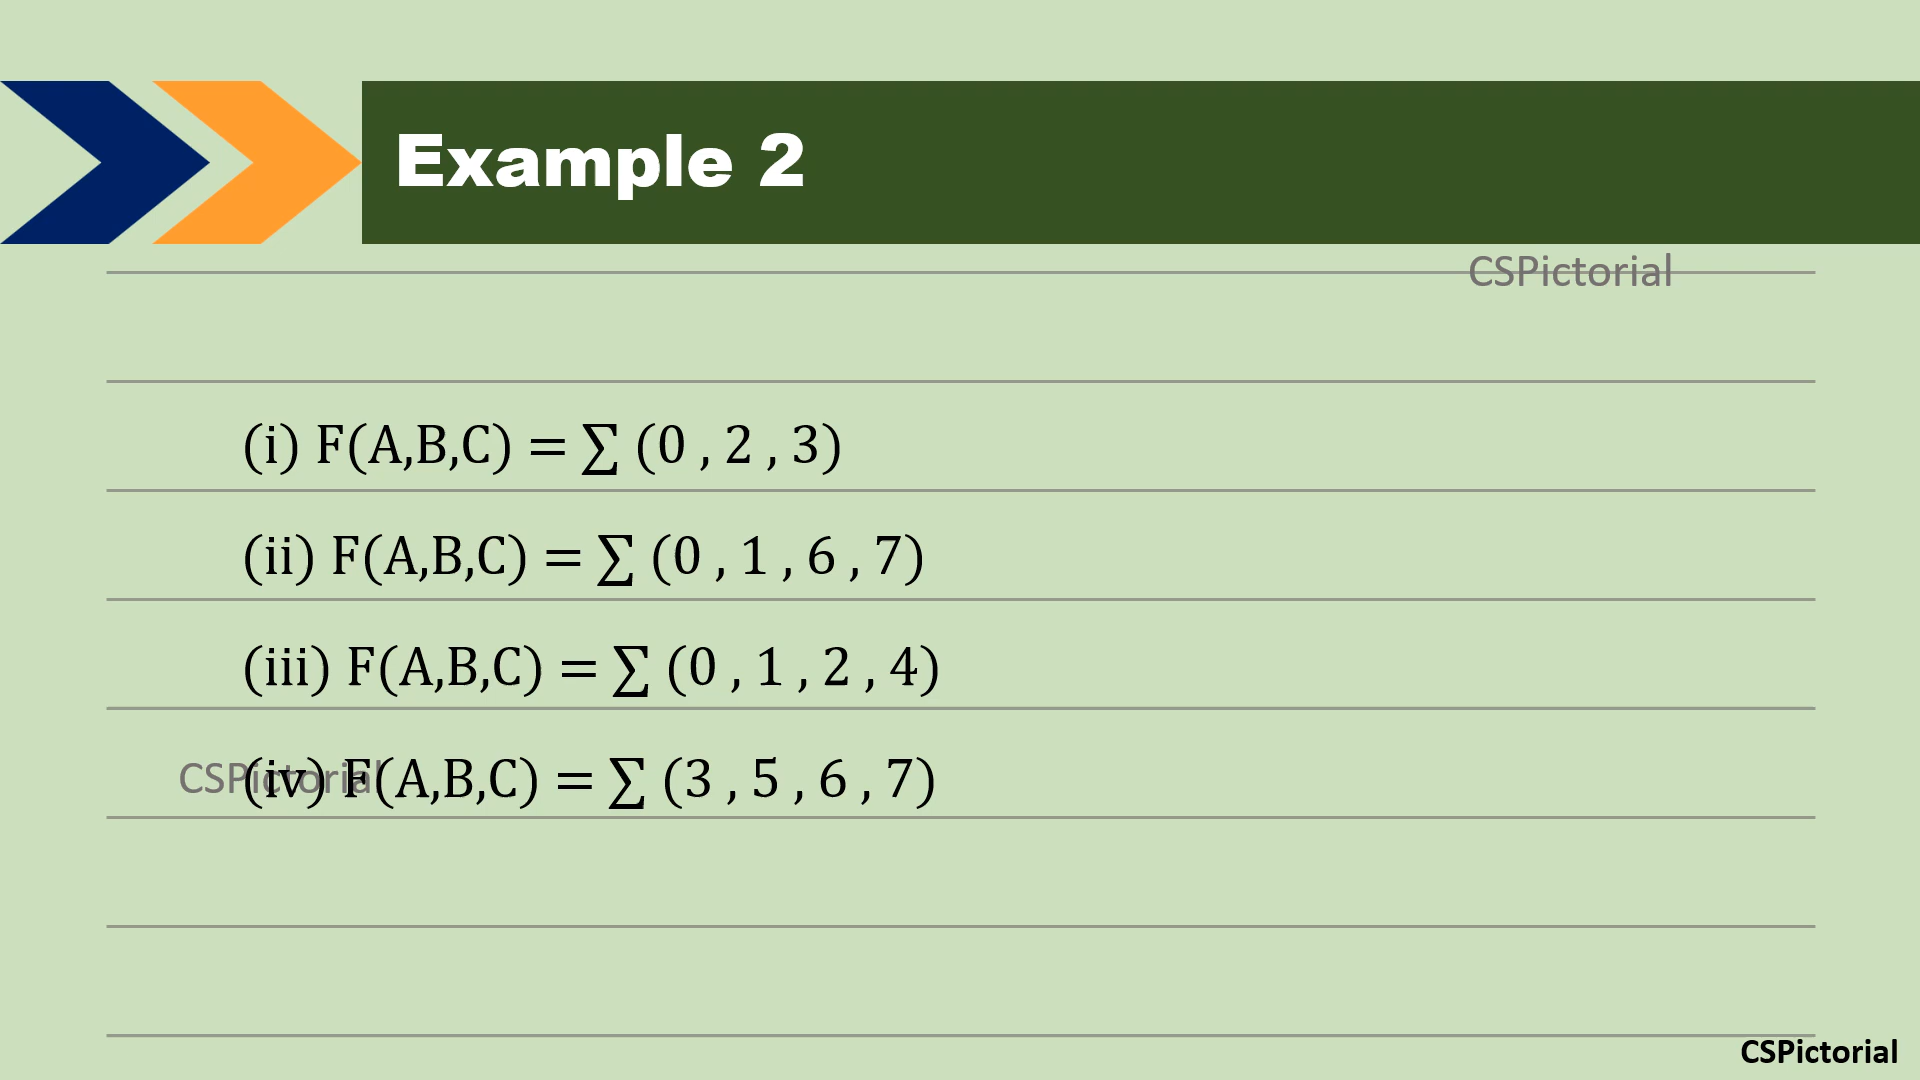 Example 2
CSPictorial
(i) F(A,B,C) = ∑ (0 , 2 , 3)
(ii) F(A,B,C) = ∑ (0 , 1 , 6 , 7)
(iii) F(A,B,C) = ∑ (0 , 1 , 2 , 4)
CSPictorial
(iv) F(A,B,C) = ∑ (3 , 5 , 6 , 7)
CSPictorial